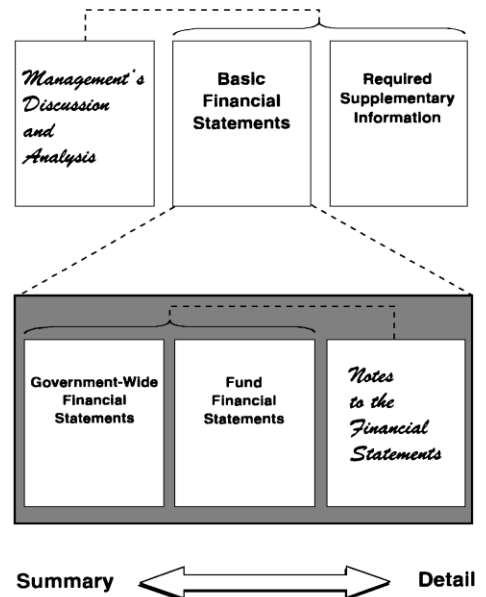 Management's
Discussion
and
Analysis
Basic
Financial
Statements
Required
Supplementary
Information
Government-Wide
Financial
Statements
Fund
Financial
Statements
Notes
to the
Financial
Statements
Summary
Detail